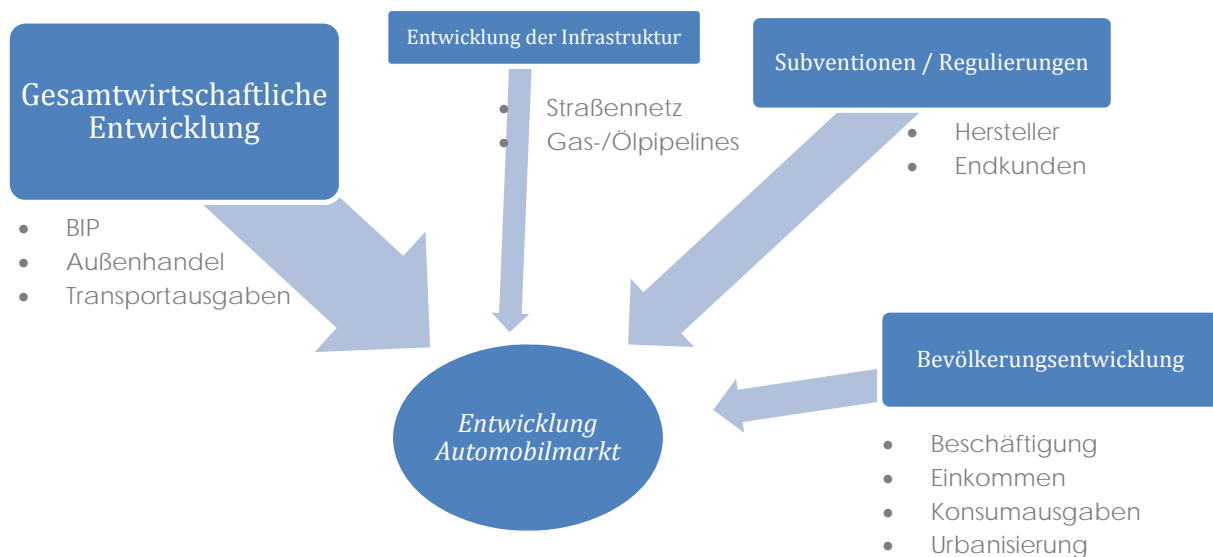 Gesamtwirtschaftliche
Entwicklung
• BIP
• Außenhandel
• Transportausgaben
Entwicklung der Infrastruktur
• Straßennetz
• Gas-/Ölpipelines
Subventionen / Regulierungen
• Hersteller
• Endkunden
Bevölkerungsentwicklung
• Beschäftigung
• Einkommen
• Konsumausgaben
• Urbanisierung
Entwicklung
Automobilmarkt